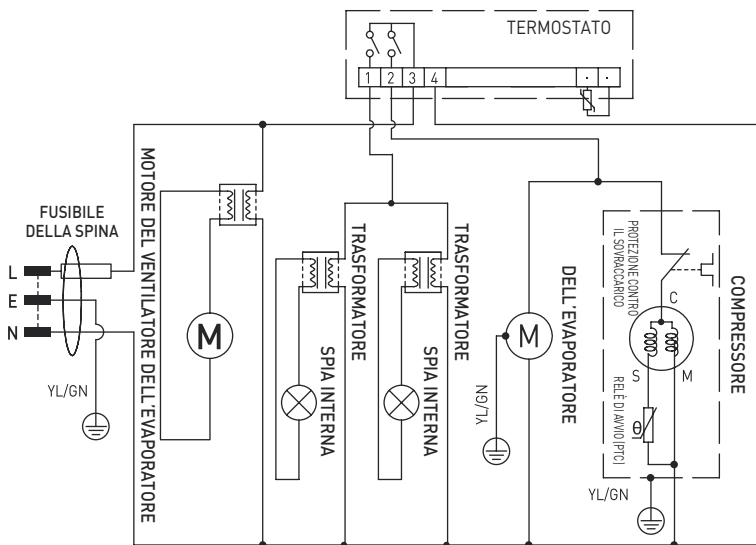 TERMOSTATO
1 2 3 4
FUSIBILE
DELLA SPINA
L
E
N
YL/GN
MOTORE DEL VENTILATORE DELL'EVAPORATORE
M
TRASFORMATORE
SPIA INTERNA
TRASFORMATORE
SPIA INTERNA
M
YL/GN
DELL'EVAPORATORE
PROTEZIONE CONTRO
IL SOVRACCARICO
C
S
M
RELÈ DI AVVIO (PTC)
θ
YL/GN
COMPRESSORE